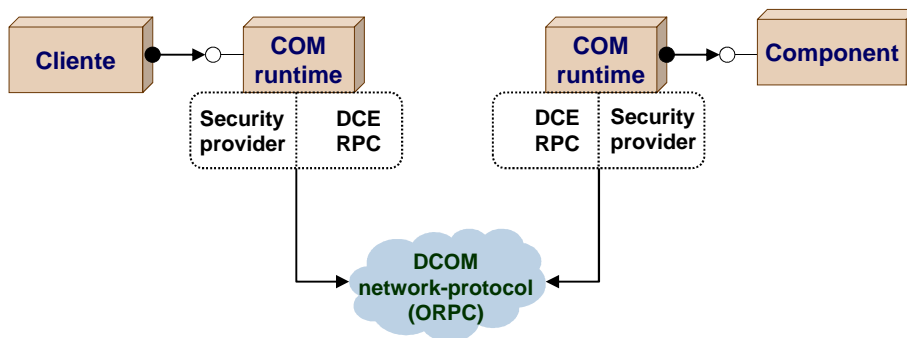 Cliente
COM
runtime
COM
runtime
Component
Security
provider
DCE
RPC
DCE
RPC
Security
provider
DCOM
network-protocol
(ORPC)